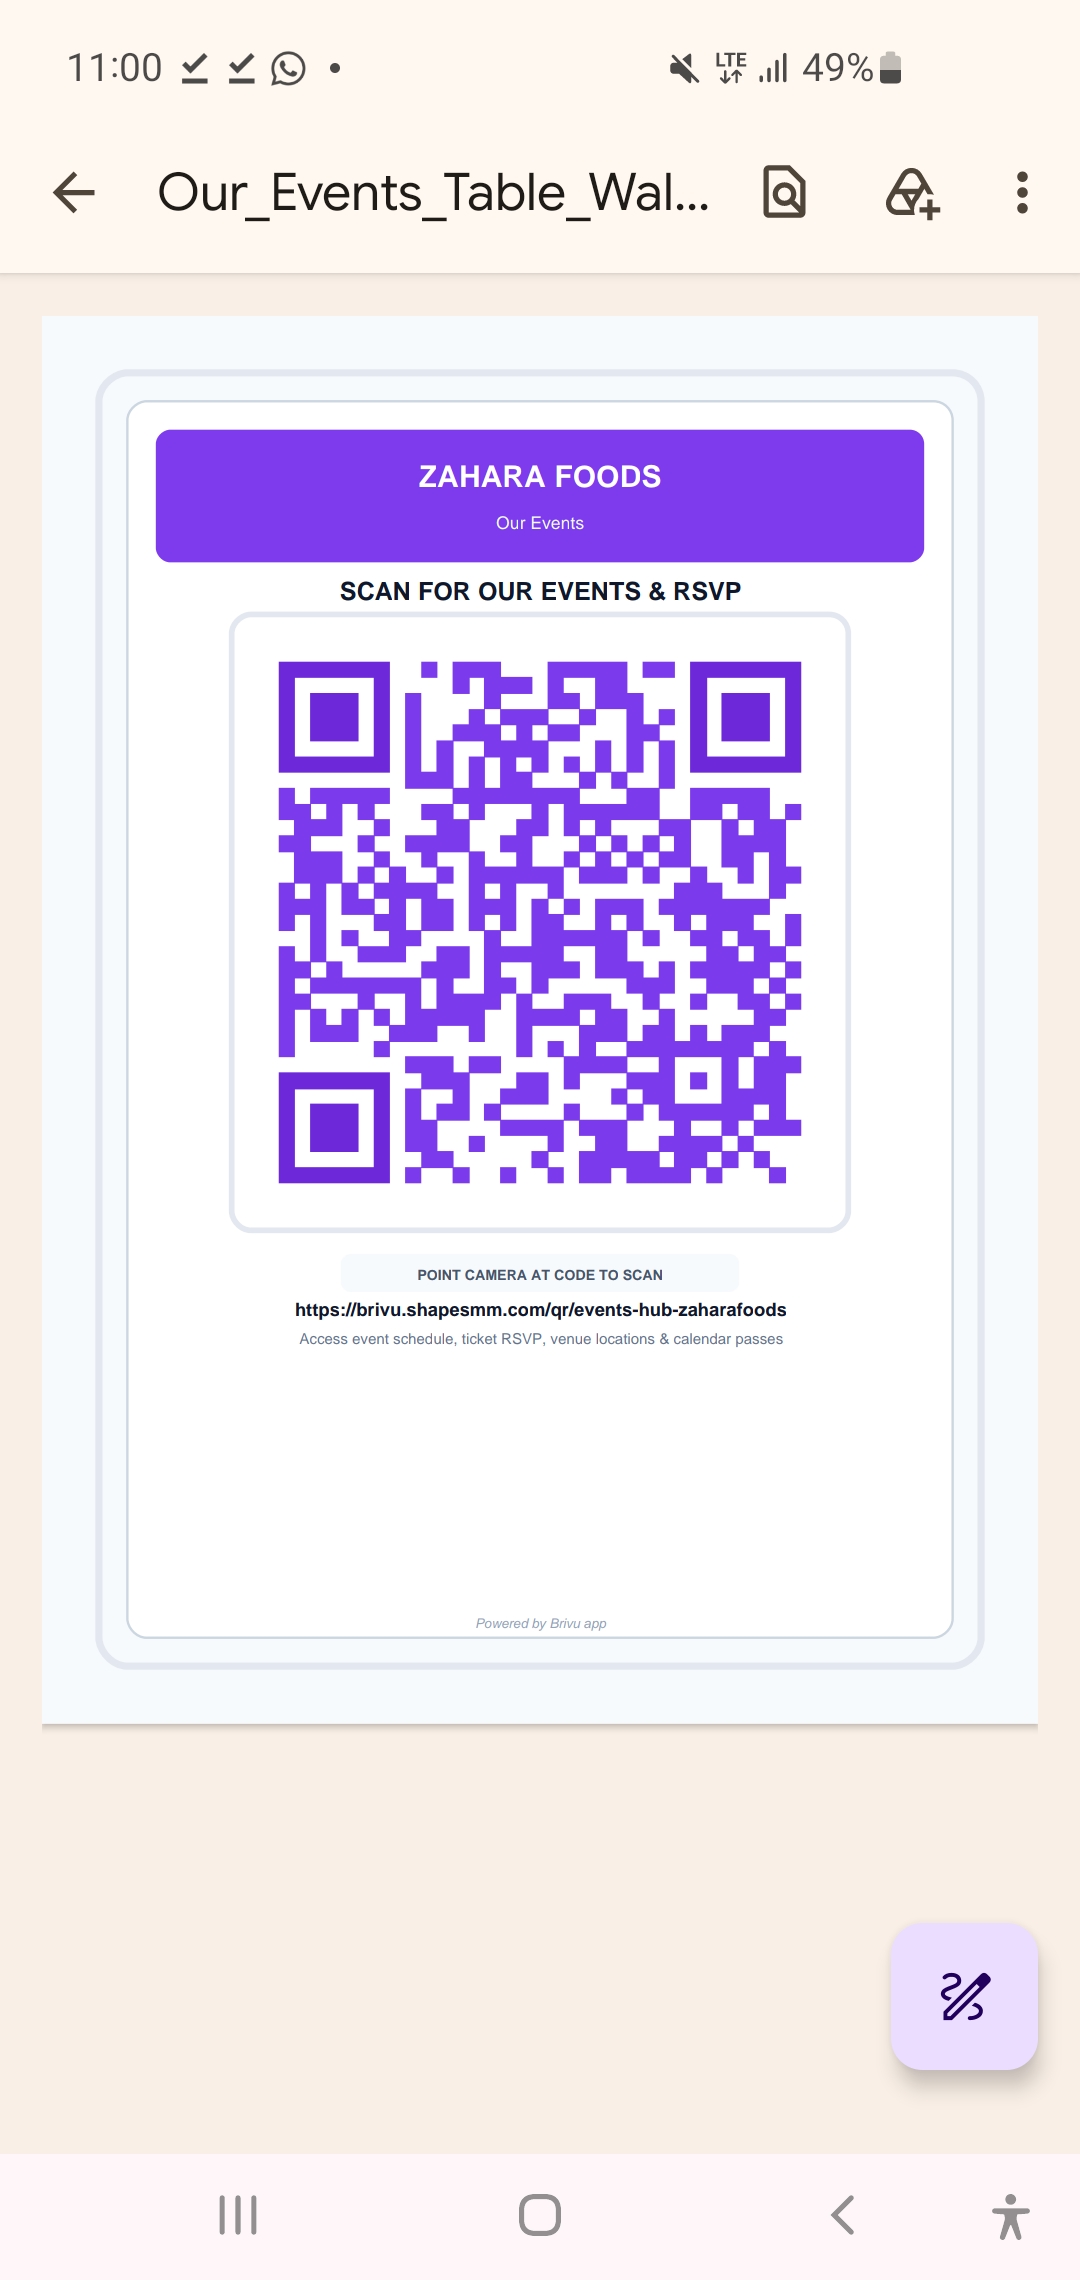 11:00
LTE
49%
Our_Events_Table_Wal...
ZAHARA FOODS
Our Events
SCAN FOR OUR EVENTS & RSVP
POINT CAMERA AT CODE TO SCAN
https://brivu.shapesmm.com/qr/events-hub-zaharafoods
Access event schedule, ticket RSVP, venue locations & calendar passes
Powered by Brivu app